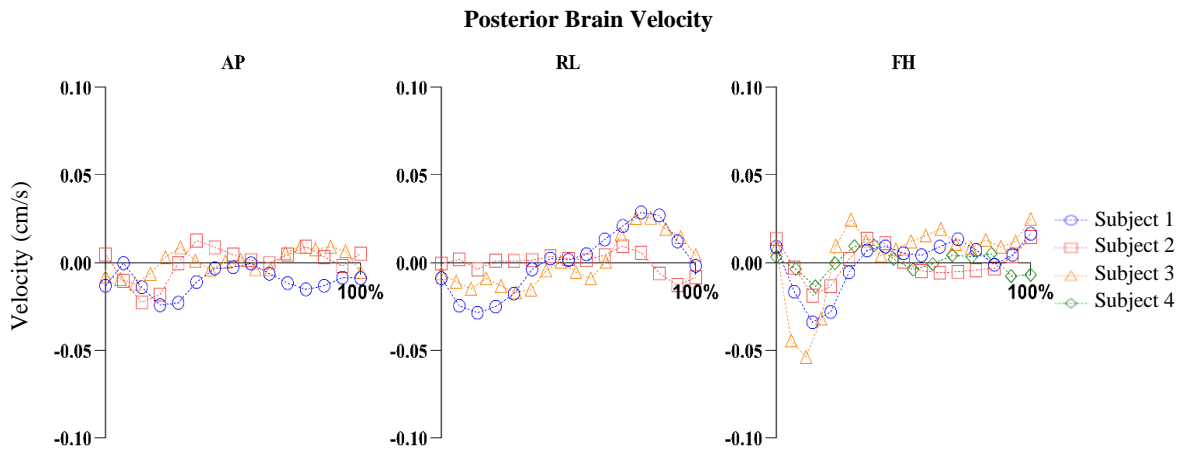 Posterior Brain Velocity
AP
RL
FH
Velocity (cm/s)
0.10
0.05
0.00
-0.05
-0.10
100%
0.10
0.05
0.00
-0.05
-0.10
100%
0.10
0.05
0.00
-0.05
-0.10
100%
Subject 1
Subject 2
Subject 3
Subject 4